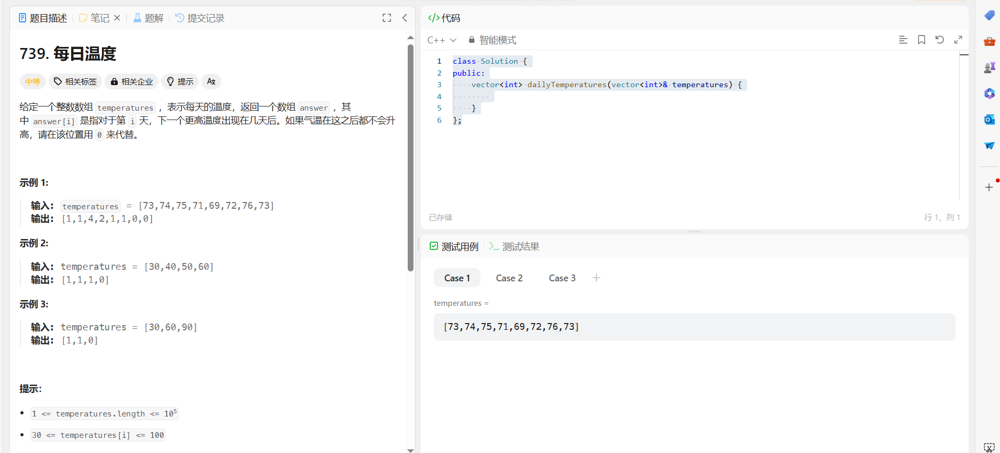 题目描述 笔记 题解 提交记录
739. 每日温度
中等 相关标签 相关企业 提示
给定一个整数数组 temperatures ，表示每天的温度，返回一个数组 answer ，其
中 answer[i] 是指对于第 i 天，下一个更高温度出现在几天后。如果气温在这之后都不会升
高，请在该位置用 0 来代替。
示例 1:
输入: temperatures = [73,74,75,71,69,72,76,73]
输出: [1,1,4,2,1,1,0,0]
示例 2:
输入: temperatures = [30,40,50,60]
输出: [1,1,1,0]
示例 3:
输入: temperatures = [30,60,90]
输出: [1,1,0]
提示：
1 <= temperatures.length <= 10⁵
30 <= temperatures[i] <= 100
代码
C++ 智能模式
1 class Solution {
2 public:
3     vector<int> dailyTemperatures(vector<int>& temperatures) {
4
5     }
6 };
已存储 行 1，列 1
测试用例 测试结果
Case 1 Case 2 Case 3
temperatures =
[73,74,75,71,69,72,76,73]